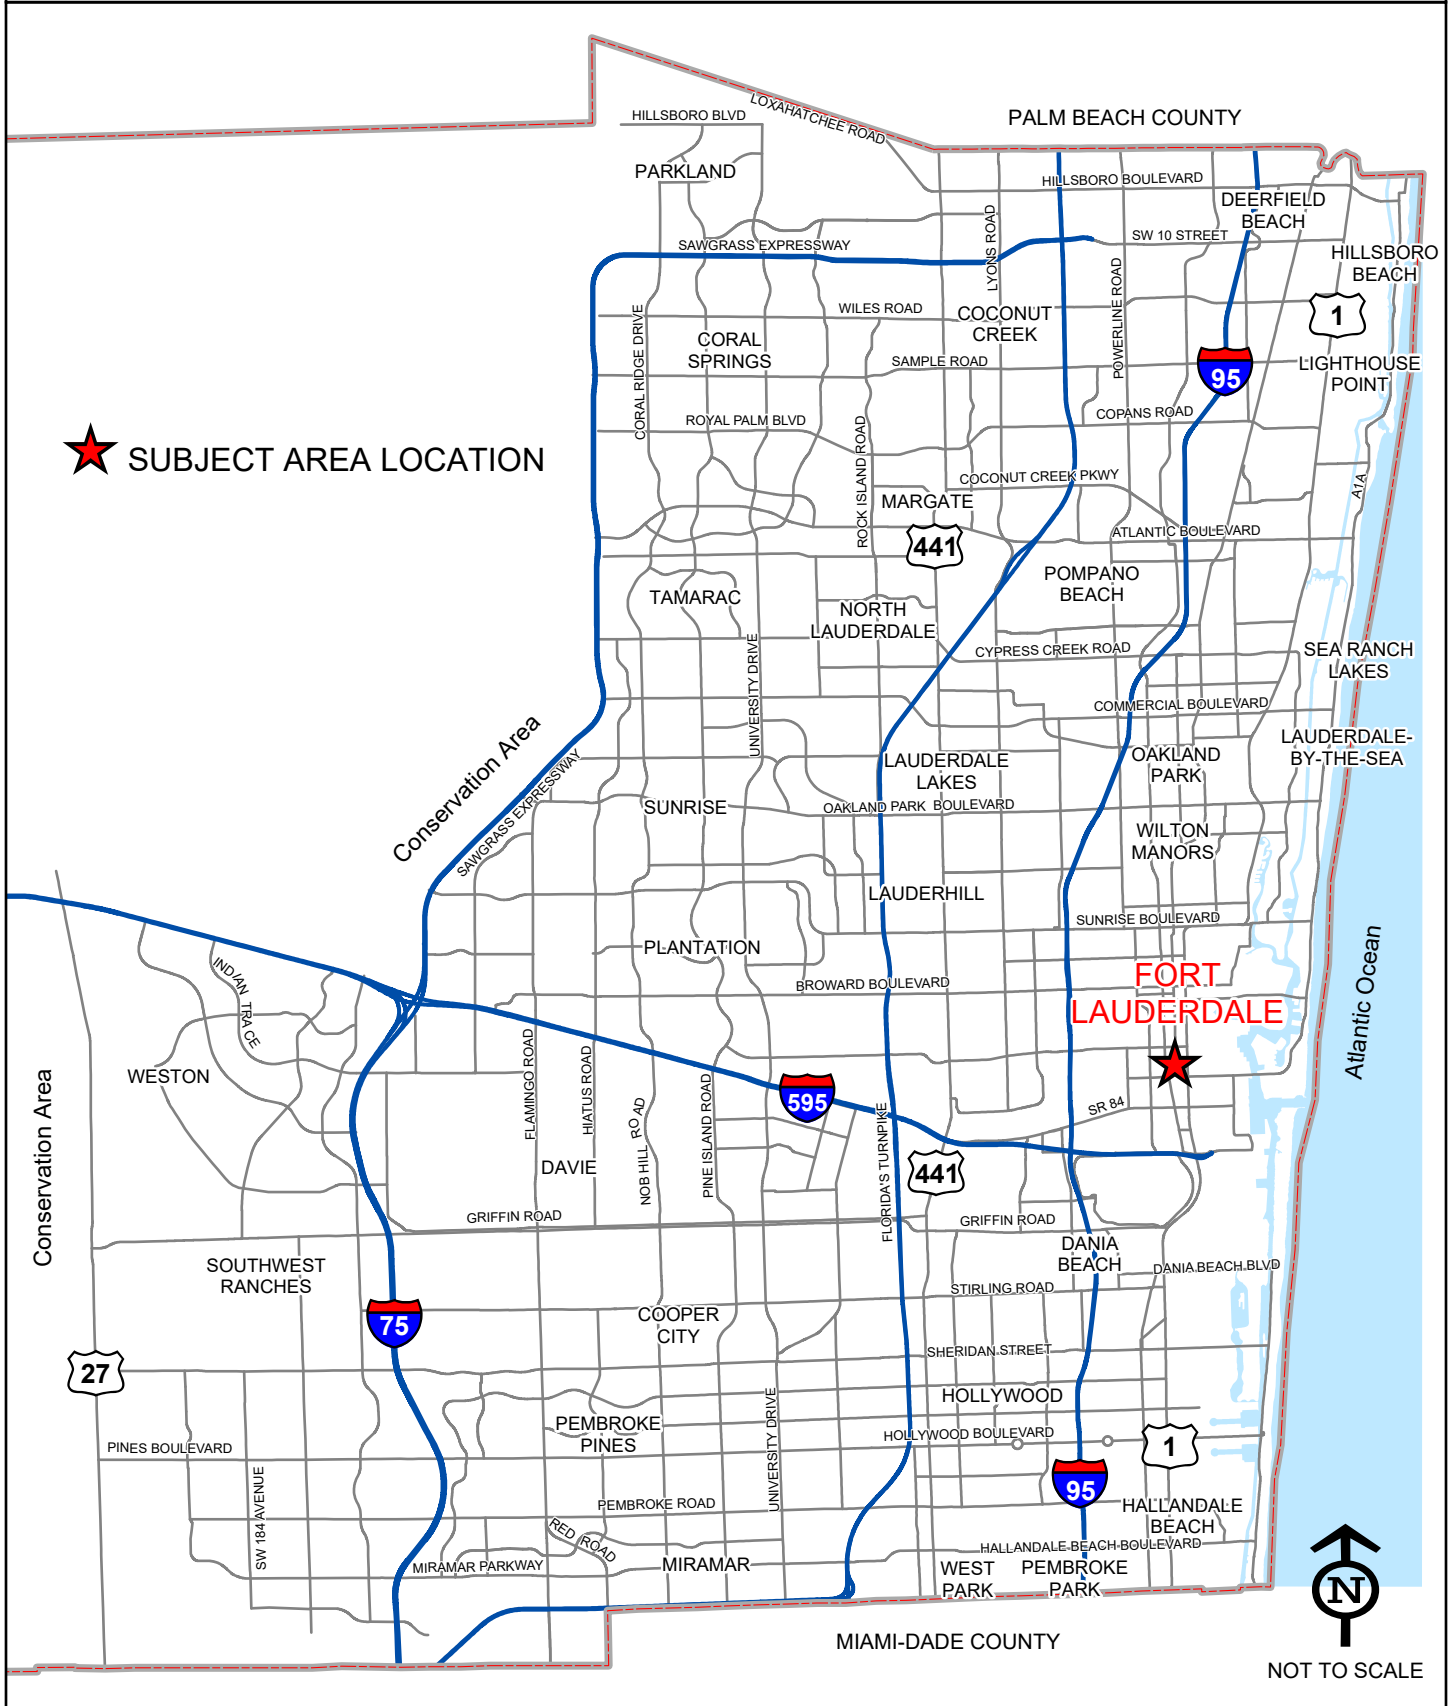 PALM BEACH COUNTY
LOXAHATCHEE ROAD
HILLSBORO BLVD
PARKLAND
HILLSBORO BOULEVARD
DEERFIELD
BEACH
LYONS ROAD
SW 10 STREET
SAWGRASS EXPRESSWAY
HILLSBORO
BEACH
POWERLINE ROAD
WILES ROAD
COCONUT
CREEK
1
CORAL RIDGE DRIVE
CORAL
SPRINGS
SAMPLE ROAD
95
LIGHTHOUSE
POINT
COPANS ROAD
ROYAL PALM BLVD
ROCK ISLAND ROAD
SUBJECT AREA LOCATION
COCONUT CREEK PKWY
A1A
MARGATE
441
ATLANTIC BOULEVARD
POMPANO
BEACH
TAMARAC
NORTH
LAUDERDALE
UNIVERSITY DRIVE
CYPRESS CREEK ROAD
SEA RANCH
LAKES
COMMERCIAL BOULEVARD
Conservation Area
SAWGRASS EXPRESSWAY
LAUDERDALE
LAKES
OAKLAND
PARK
LAUDERDALE-
BY-THE-SEA
SUNRISE
OAKLAND PARK BOULEVARD
WILTON
MANORS
LAUDERHILL
SUNRISE BOULEVARD
PLANTATION
INDIAN TRACE
BROWARD BOULEVARD
FORT
LAUDERDALE
Atlantic Ocean
WESTON
Conservation Area
FLAMINGO ROAD
HIATUS ROAD
NOB HILL ROAD
PINE ISLAND ROAD
595
FLORIDA'S TURNPIKE
SR 84
DAVIE
441
GRIFFIN ROAD
GRIFFIN ROAD
DANIA
BEACH
DANIA BEACH BLVD
SOUTHWEST
RANCHES
STIRLING ROAD
75
COOPER
CITY
SHERIDAN STREET
27
HOLLYWOOD
UNIVERSITY DRIVE
PEMBROKE
PINES
HOLLYWOOD BOULEVARD
1
PINES BOULEVARD
SW 184 AVENUE
95
PEMBROKE ROAD
HALLANDALE
BEACH
RED ROAD
HALLANDALE BEACH BOULEVARD
MIRAMAR PARKWAY
MIRAMAR
WEST
PARK
PEMBROKE
PARK
N
MIAMI-DADE COUNTY
NOT TO SCALE